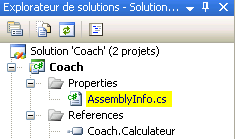 Explorateur de solutions - Solution...
Solution 'Coach' (2 projets)
Coach
Properties
AssemblyInfo.cs
References
Coach.Calculateur